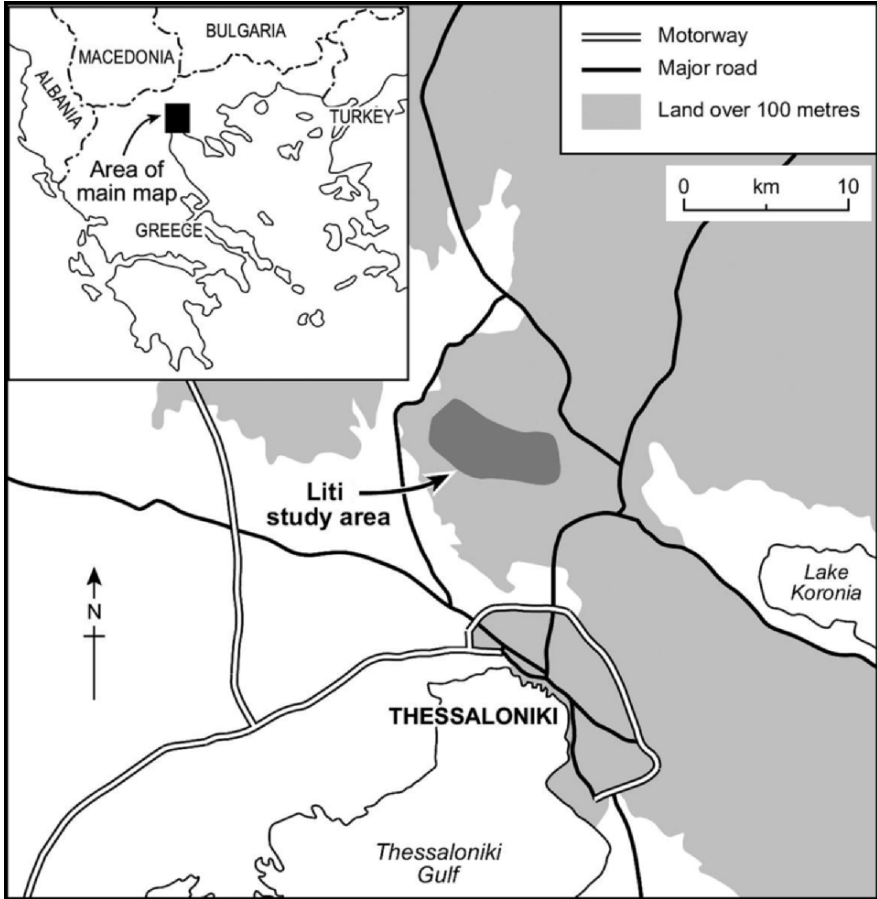 BULGARIA
MACEDONIA
ALBANIA
TURKEY
Area of
main map
GREECE
Motorway
Major road
Land over 100 metres
0 km 10
Liti
study area
Lake
Koronia
N
THESSALONIKI
Thessaloniki
Gulf